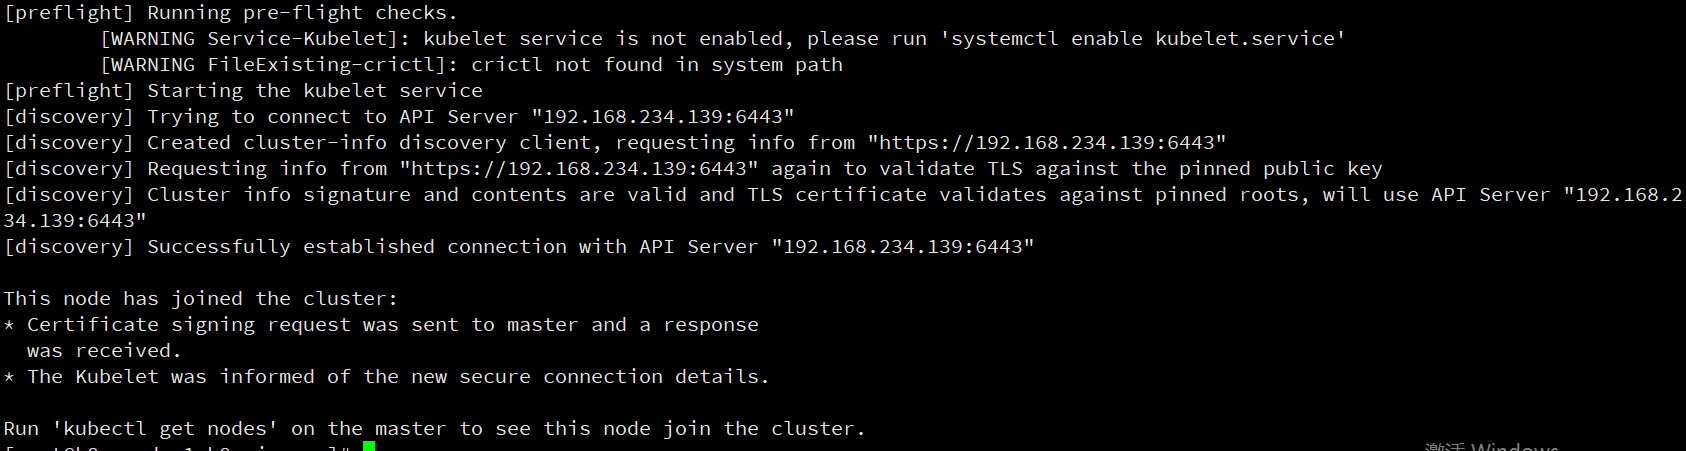 [preflight] Running pre-flight checks.
[WARNING Service-Kubelet]: kubelet service is not enabled, please run 'systemctl enable kubelet.service'
[WARNING FileExisting-crictl]: crictl not found in system path
[preflight] Starting the kubelet service
[discovery] Trying to connect to API Server "192.168.234.139:6443"
[discovery] Created cluster-info discovery client, requesting info from "https://192.168.234.139:6443"
[discovery] Requesting info from "https://192.168.234.139:6443" again to validate TLS against the pinned public key
[discovery] Cluster info signature and contents are valid and TLS certificate validates against pinned roots, will use API Server "192.168.2
34.139:6443"
[discovery] Successfully established connection with API Server "192.168.234.139:6443"
This node has joined the cluster:
* Certificate signing request was sent to master and a response
was received.
* The Kubelet was informed of the new secure connection details.
Run 'kubectl get nodes' on the master to see this node join the cluster.
激活 Windows